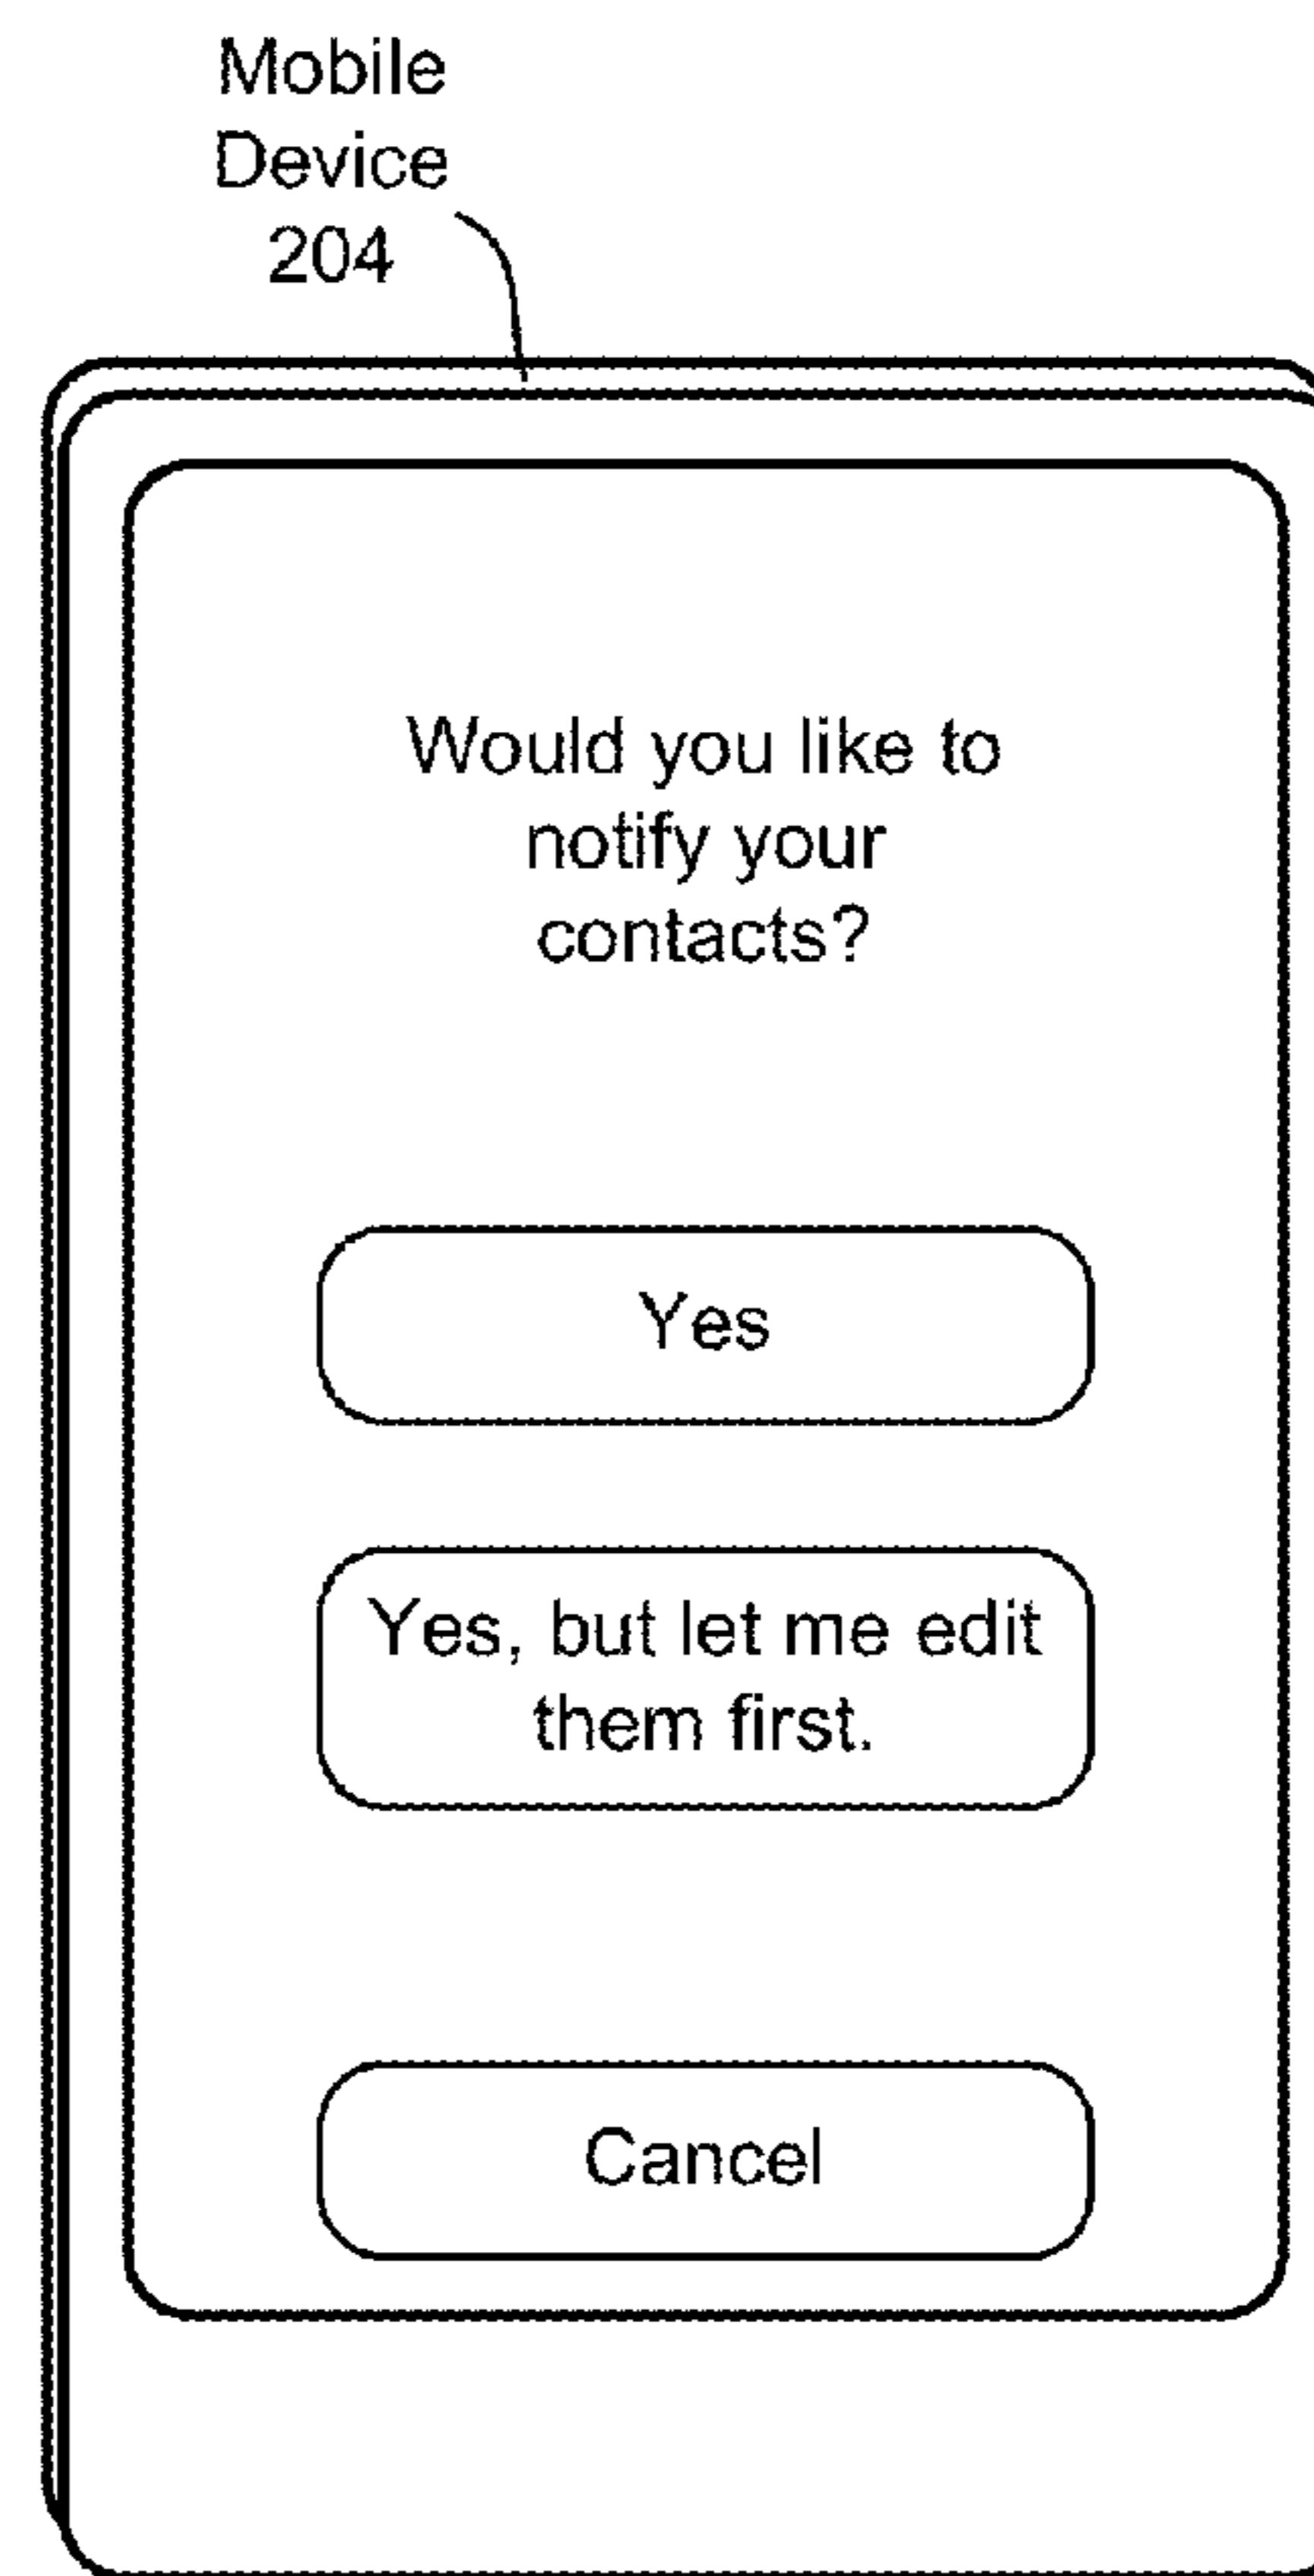 Mobile
Device
204
Would you like to
notify your
contacts?
Yes
Yes, but let me edit
them first.
Cancel